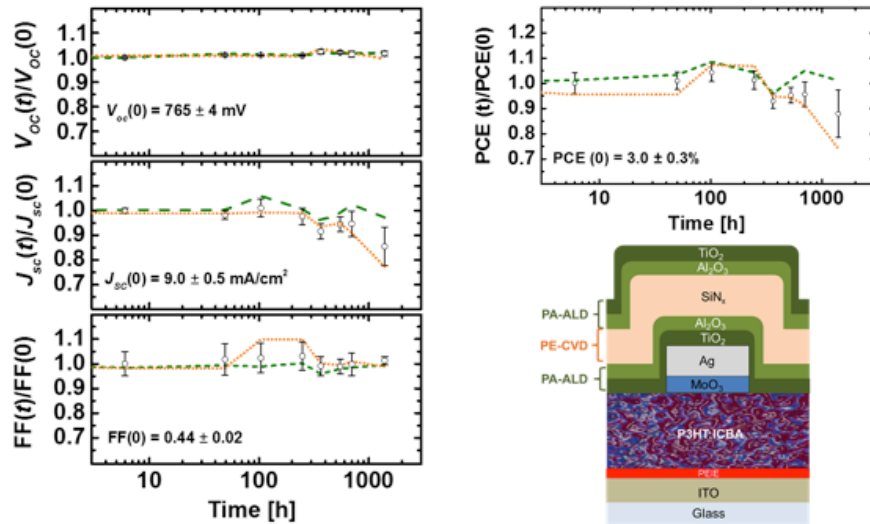 V_OC(t)/V_OC(0)
1.1
1.0
0.9
0.8
0.7
V_oc(0) = 765 ± 4 mV
J_sc(t)/J_sc(0)
1.1
1.0
0.9
0.8
0.7
J_sc(0) = 9.0 ± 0.5 mA/cm²
FF(t)/FF(0)
1.1
1.0
0.9
0.8
0.7
FF(0) = 0.44 ± 0.02
10 100 1000
Time [h]
PCE (t)/PCE(0)
1.2
1.1
1.0
0.9
0.8
0.7
PCE (0) = 3.0 ± 0.3%
10 100 1000
Time [h]
TiO₂
Al₂O₃
SiNₓ
PA-ALD
Al₂O₃
PE-CVD
TiO₂
Ag
PA-ALD
MoO₃
P3HT:ICBA
PEIE
ITO
Glass